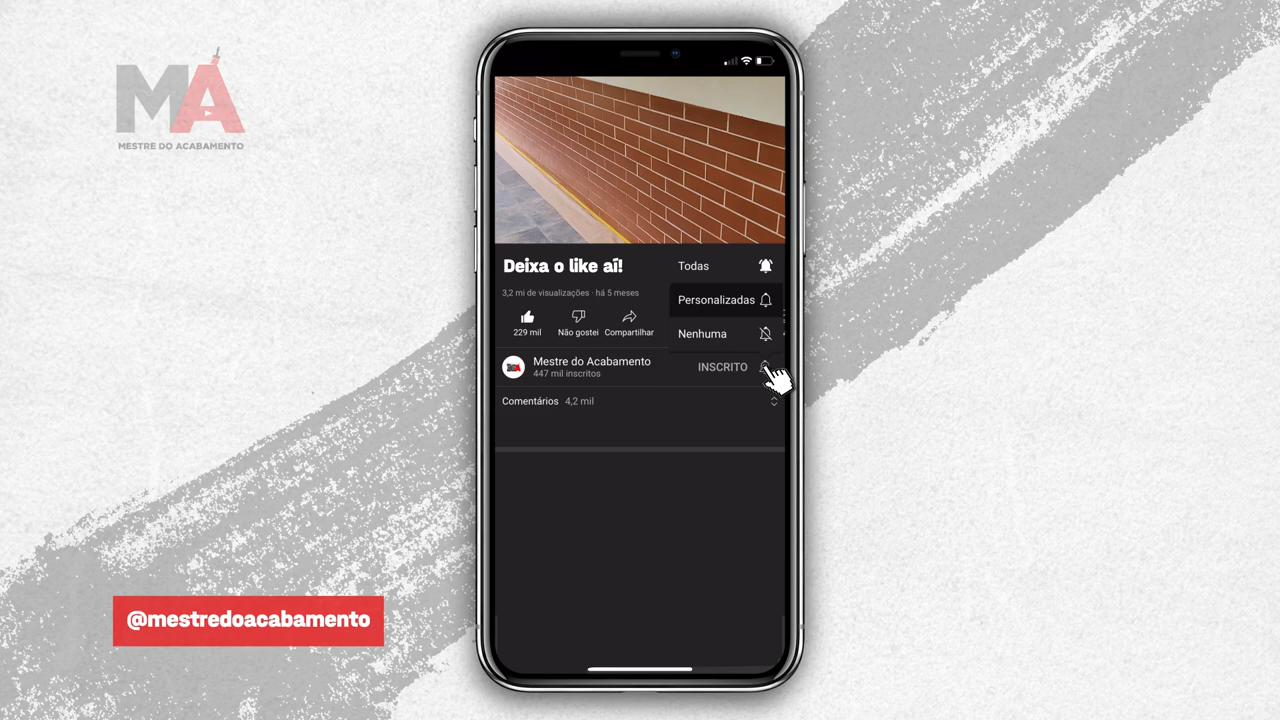 MA
MESTRE DO ACABAMENTO
Deixa o like aí!
3,2 mi de visualizações · há 5 meses
229 mil
Não gostei
Compartilhar
Todas
Personalizadas
Nenhuma
Mestre do Acabamento
447 mil inscritos
INSCRITO
Comentários 4,2 mil
@mestredoacabamento